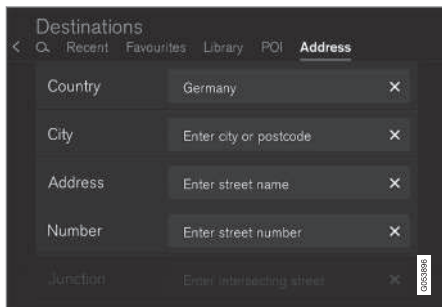 Destinations
Recent Favourites Library POI Address
Country Germany
City Enter city or postcode
Address Enter street name
Number Enter street number
Junction Enter intersecting street
G053896